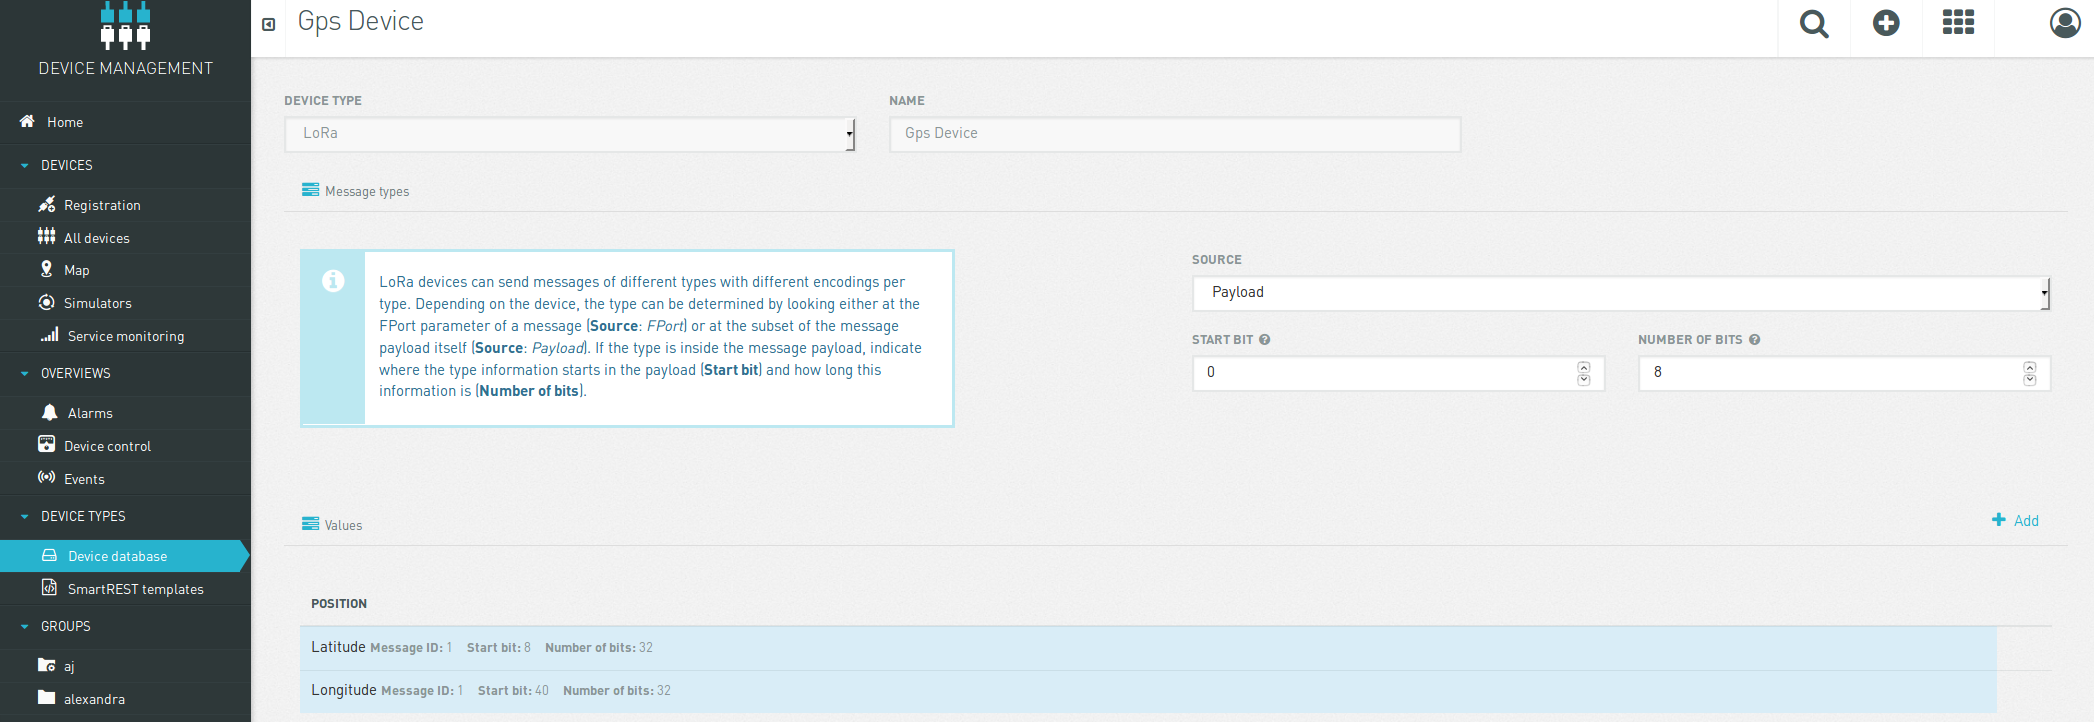 DEVICE MANAGEMENT
Home
DEVICES
Registration
All devices
Map
Simulators
Service monitoring
OVERVIEWS
Alarms
Device control
Events
DEVICE TYPES
Device database
SmartREST templates
GROUPS
aj
alexandra
Gps Device
DEVICE TYPE
LoRa
NAME
Gps Device
Message types
LoRa devices can send messages of different types with different encodings per
type. Depending on the device, the type can be determined by looking either at the
FPort parameter of a message (Source: FPort) or at the subset of the message
payload itself (Source: Payload). If the type is inside the message payload, indicate
where the type information starts in the payload (Start bit) and how long this
information is (Number of bits).
SOURCE
Payload
START BIT
0
NUMBER OF BITS
8
Values
Add
POSITION
Latitude Message ID: 1 Start bit: 8 Number of bits: 32
Longitude Message ID: 1 Start bit: 40 Number of bits: 32